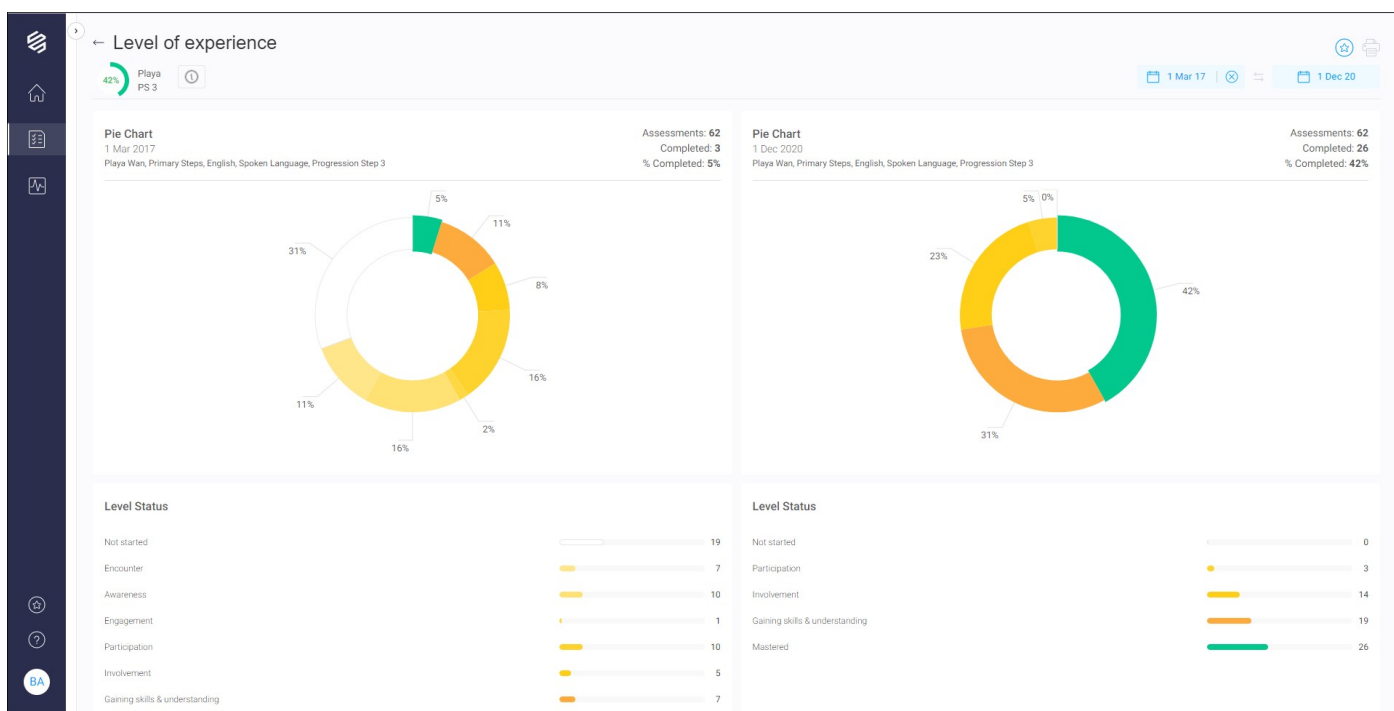 ← Level of experience
42%
Playa
PS 3
1 Mar 17
1 Dec 20
Pie Chart
1 Mar 2017
Playa Wan, Primary Steps, English, Spoken Language, Progression Step 3
Assessments: 62
Completed: 3
% Completed: 5%
5%
11%
8%
16%
2%
16%
11%
31%
Pie Chart
1 Dec 2020
Playa Wan, Primary Steps, English, Spoken Language, Progression Step 3
Assessments: 62
Completed: 26
% Completed: 42%
5% 0%
23%
42%
31%
Level Status
Not started 19
Encounter 7
Awareness 10
Engagement 1
Participation 10
Involvement 5
Gaining skills & understanding 7
Level Status
Not started 0
Participation 3
Involvement 14
Gaining skills & understanding 19
Mastered 26
BA